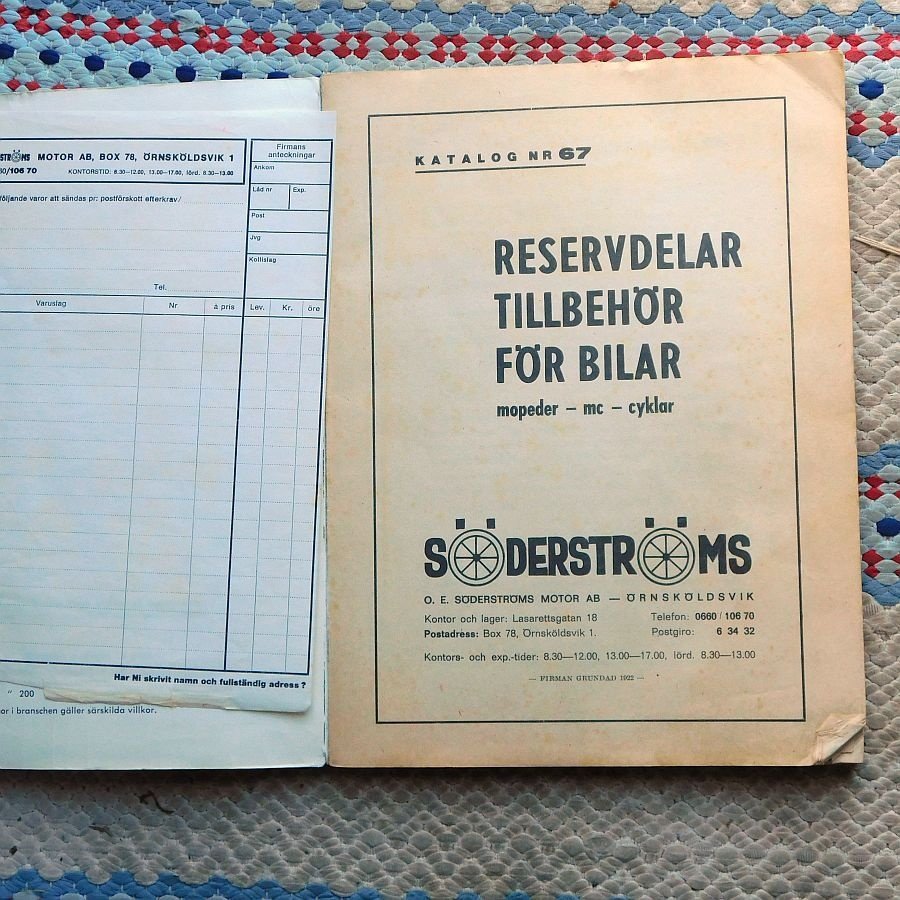 STRÖMS MOTOR AB, BOX 78, ÖRNSKÖLDSVIK 1
/106 70 KONTORSTID: 8.30—12.00, 13.00—17.00, lörd. 8.30—13.00
följande varor att sändas pr: postförskott efterkrav/
Tel.
Varuslag Nr à pris Lev. Kr. öre
Firmans
anteckningar
Ankom
Låd nr Exp.
Post
Jvg
Kollislag
Har Ni skrivit namn och fullständig adress?
" 200
or i branschen gäller särskilda villkor.
KATALOG NR 67
RESERVDELAR
TILLBEHÖR
FÖR BILAR
mopeder – mc – cyklar
SÖDERSTRÖMS
O. E. SÖDERSTRÖMS MOTOR AB — ÖRNSKÖLDSVIK
Kontor och lager: Lasarettsgatan 18 Telefon: 0660/106 70
Postadress: Box 78, Örnsköldsvik 1. Postgiro: 6 34 32
Kontors- och exp.-tider: 8.30—12.00, 13.00—17.00, lörd. 8.30—13.00
— FIRMAN GRUNDAD 1922 —